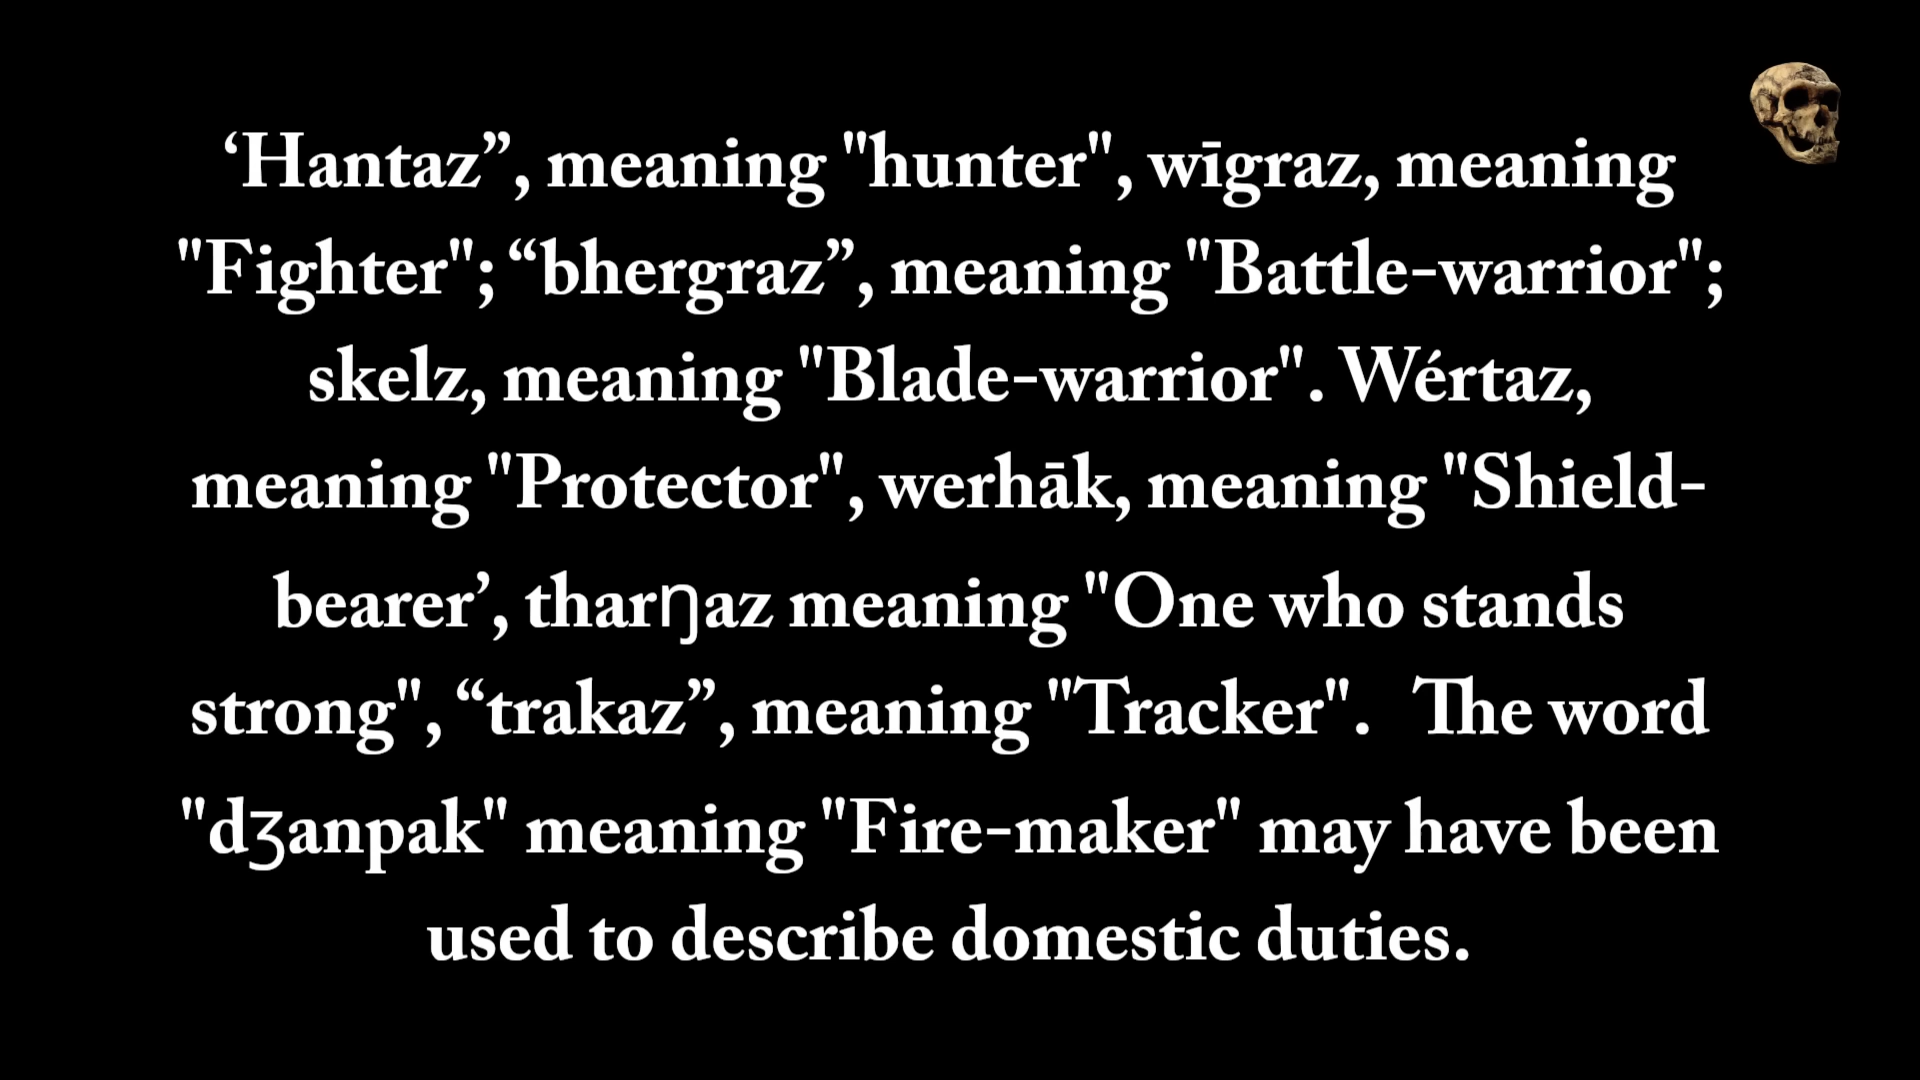 ‘Hantaz”, meaning "hunter", wīgraz, meaning
"Fighter"; “bhergraz”, meaning "Battle-warrior";
skelz, meaning "Blade-warrior". Wértaz,
meaning "Protector", werhāk, meaning "Shield-
bearer’, tharŋaz meaning "One who stands
strong", “trakaz”, meaning "Tracker".  The word
"dʒanpak" meaning "Fire-maker" may have been
used to describe domestic duties.